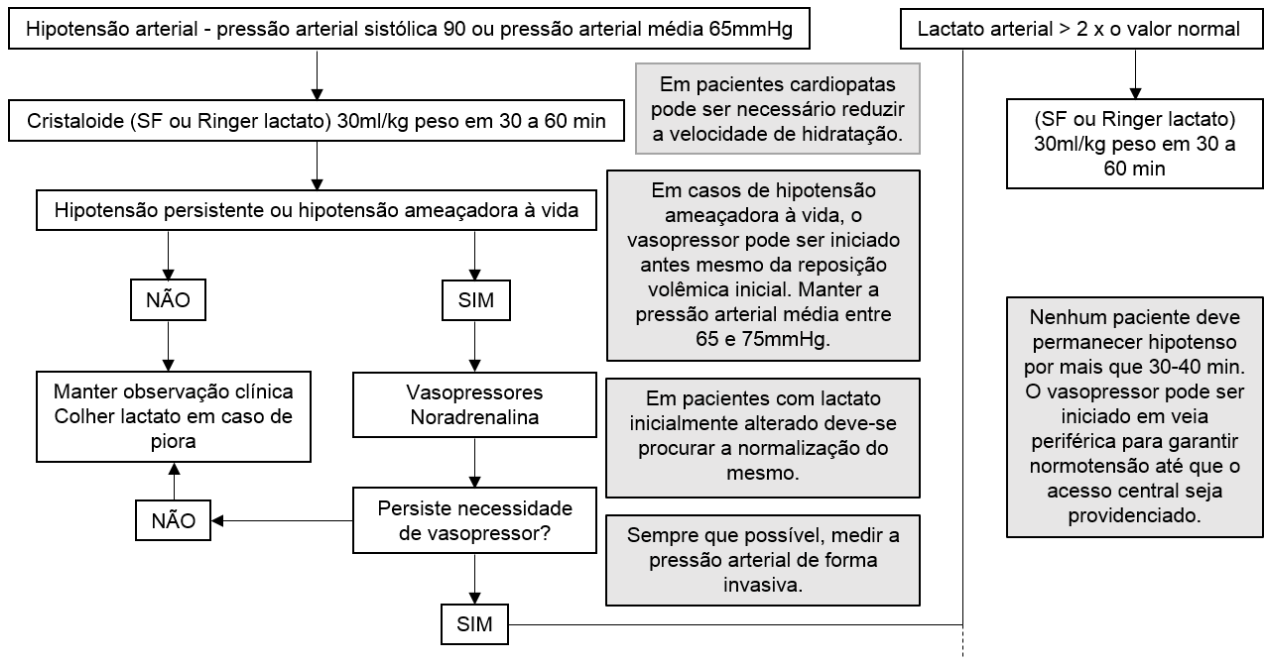 Hipotensão arterial - pressão arterial sistólica 90 ou pressão arterial média 65mmHg
Lactato arterial > 2 x o valor normal
Em pacientes cardiopatas
pode ser necessário reduzir
a velocidade de hidratação.
Cristaloide (SF ou Ringer lactato) 30ml/kg peso em 30 a 60 min
(SF ou Ringer lactato)
30ml/kg peso em 30 a
60 min
Hipotensão persistente ou hipotensão ameaçadora à vida
Em casos de hipotensão
ameaçadora à vida, o
vasopressor pode ser iniciado
antes mesmo da reposição
volêmica inicial. Manter a
pressão arterial média entre
65 e 75mmHg.
NÃO
SIM
Nenhum paciente deve
permanecer hipotenso
por mais que 30-40 min.
O vasopressor pode ser
iniciado em veia
periférica para garantir
normotensão até que o
acesso central seja
providenciado.
Manter observação clínica
Colher lactato em caso de
piora
Vasopressores
Noradrenalina
Em pacientes com lactato
inicialmente alterado deve-se
procurar a normalização do
mesmo.
NÃO
Persiste necessidade
de vasopressor?
Sempre que possível, medir a
pressão arterial de forma
invasiva.
SIM